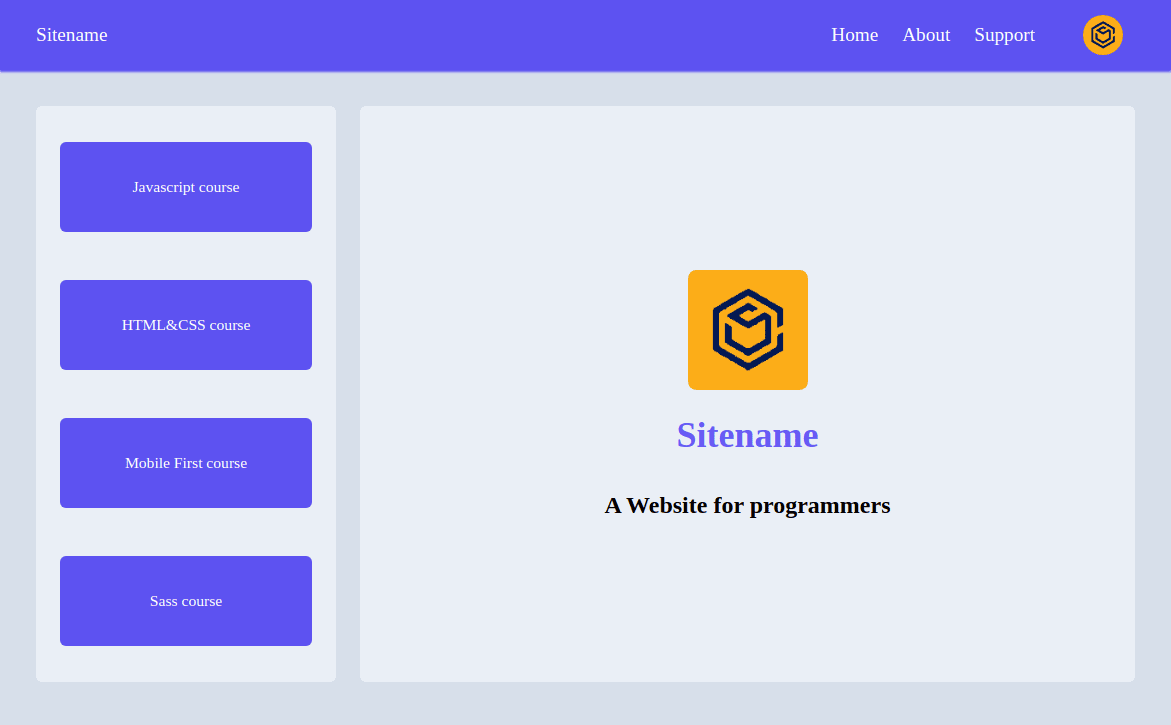 Sitename
Home About Support
Javascript course
HTML&CSS course
Mobile First course
Sass course
Sitename
A Website for programmers